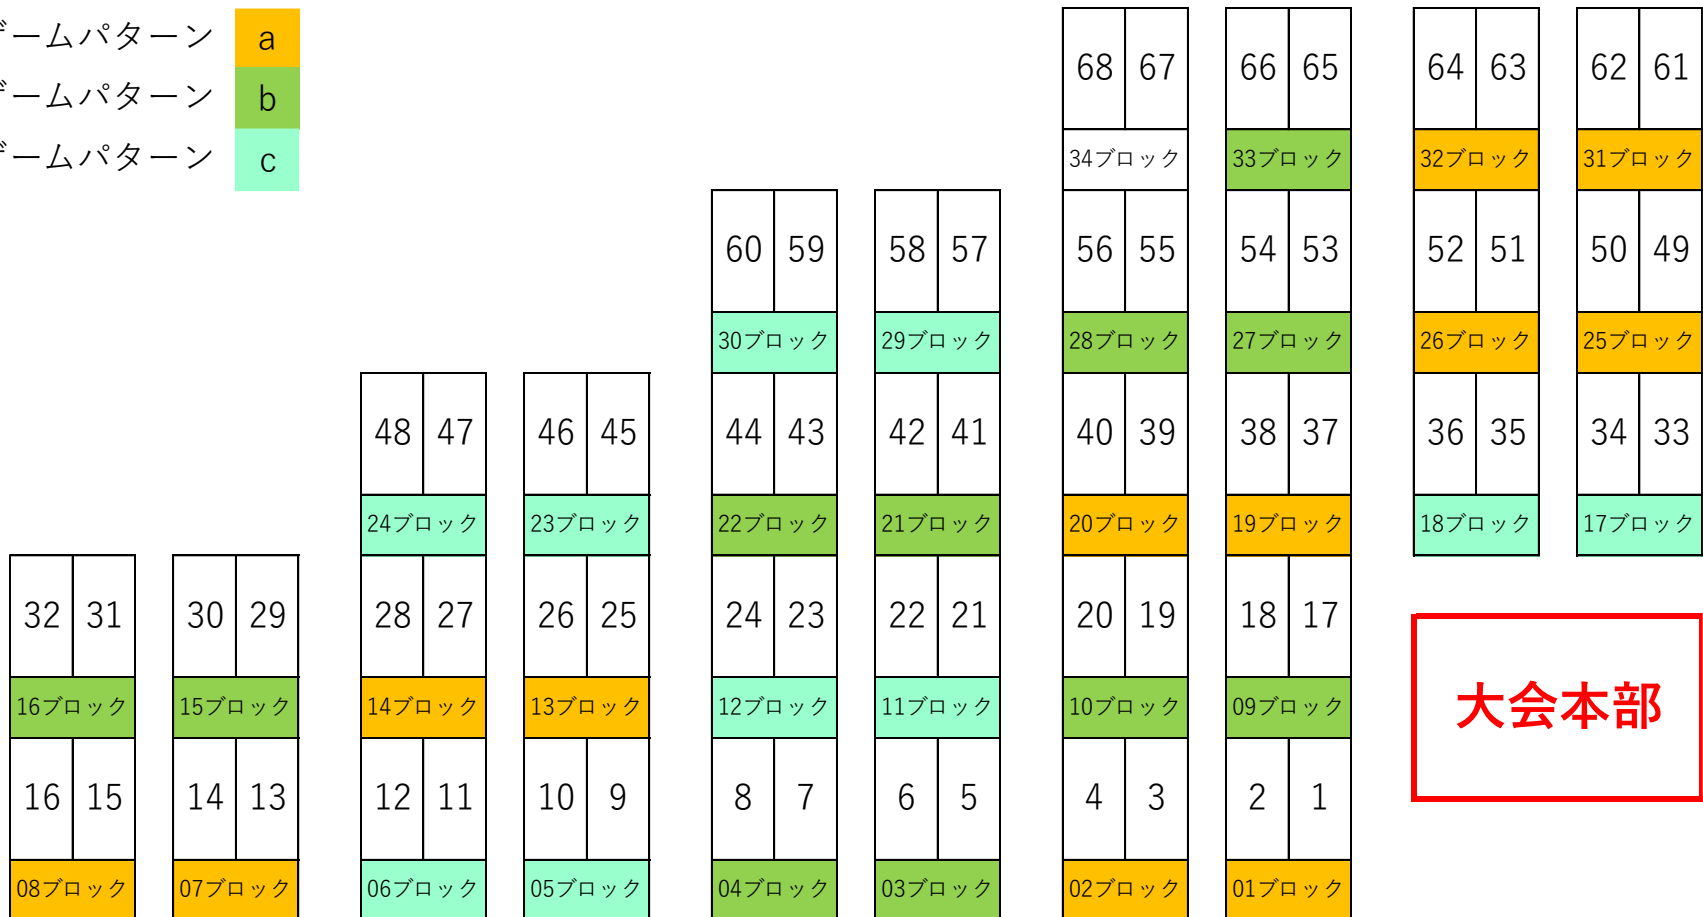 ゲームパターン a
ゲームパターン b
ゲームパターン c
68 67 66 65 64 63 62 61
34ブロック 33ブロック 32ブロック 31ブロック
60 59 58 57 56 55 54 53 52 51 50 49
30ブロック 29ブロック 28ブロック 27ブロック 26ブロック 25ブロック
48 47 46 45 44 43 42 41 40 39 38 37 36 35 34 33
24ブロック 23ブロック 22ブロック 21ブロック 20ブロック 19ブロック 18ブロック 17ブロック
32 31 30 29 28 27 26 25 24 23 22 21 20 19 18 17
16ブロック 15ブロック 14ブロック 13ブロック 12ブロック 11ブロック 10ブロック 09ブロック
大会本部
16 15 14 13 12 11 10 9 8 7 6 5 4 3 2 1
08ブロック 07ブロック 06ブロック 05ブロック 04ブロック 03ブロック 02ブロック 01ブロック